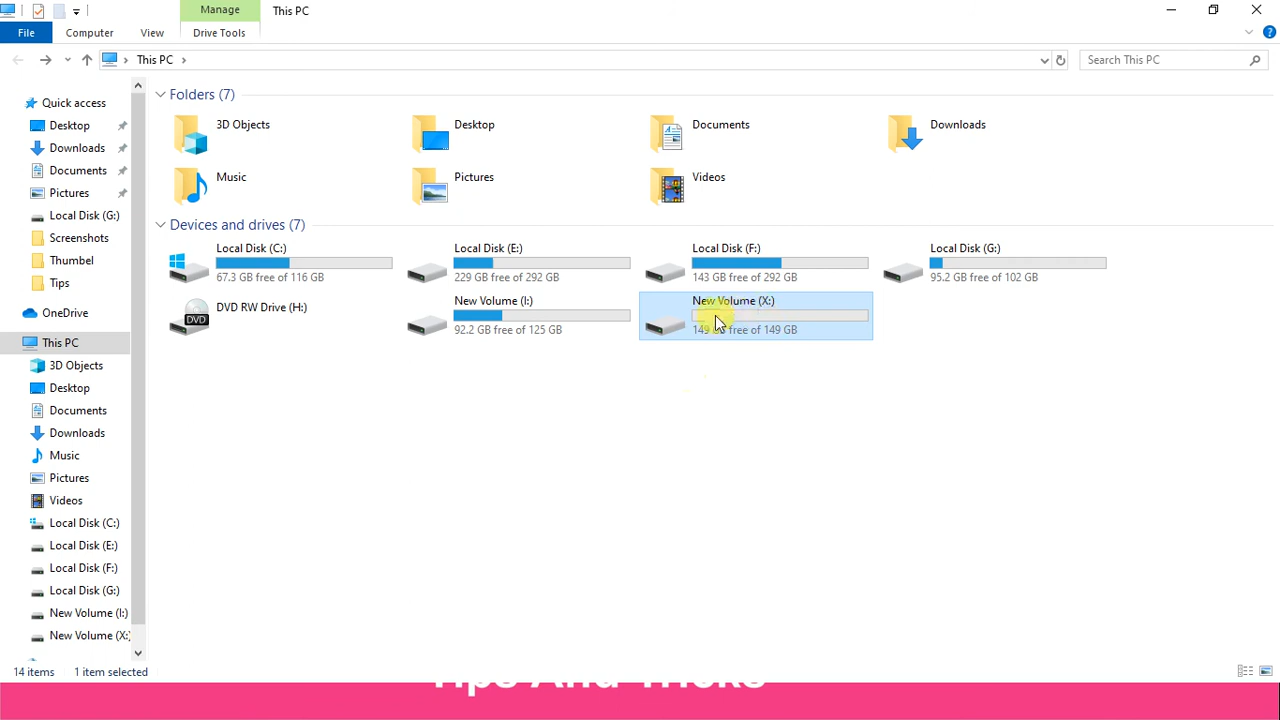 Manage
This PC
File
Computer
View
Drive Tools
This PC
Search This PC
Quick access
Desktop
Downloads
Documents
Pictures
Local Disk (G:)
Screenshots
Thumbel
Tips
OneDrive
This PC
3D Objects
Desktop
Documents
Downloads
Music
Pictures
Videos
Local Disk (C:)
Local Disk (E:)
Local Disk (F:)
Local Disk (G:)
New Volume (I:)
New Volume (X:)
Folders (7)
3D Objects
Desktop
Documents
Downloads
Music
Pictures
Videos
Devices and drives (7)
Local Disk (C:)
67.3 GB free of 116 GB
Local Disk (E:)
229 GB free of 292 GB
Local Disk (F:)
143 GB free of 292 GB
Local Disk (G:)
95.2 GB free of 102 GB
DVD
DVD RW Drive (H:)
New Volume (I:)
92.2 GB free of 125 GB
New Volume (X:)
149 GB free of 149 GB
14 items
1 item selected
Tips And Tricks